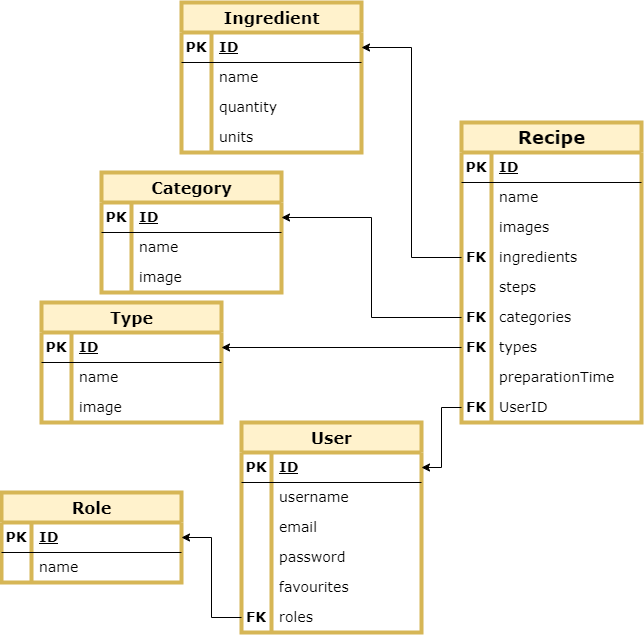 Ingredient
PK ID
name
quantity
units
Recipe
PK ID
name
images
FK ingredients
steps
FK categories
FK types
preparationTime
FK UserID
Category
PK ID
name
image
Type
PK ID
name
image
User
PK ID
username
email
password
favourites
FK roles
Role
PK ID
name